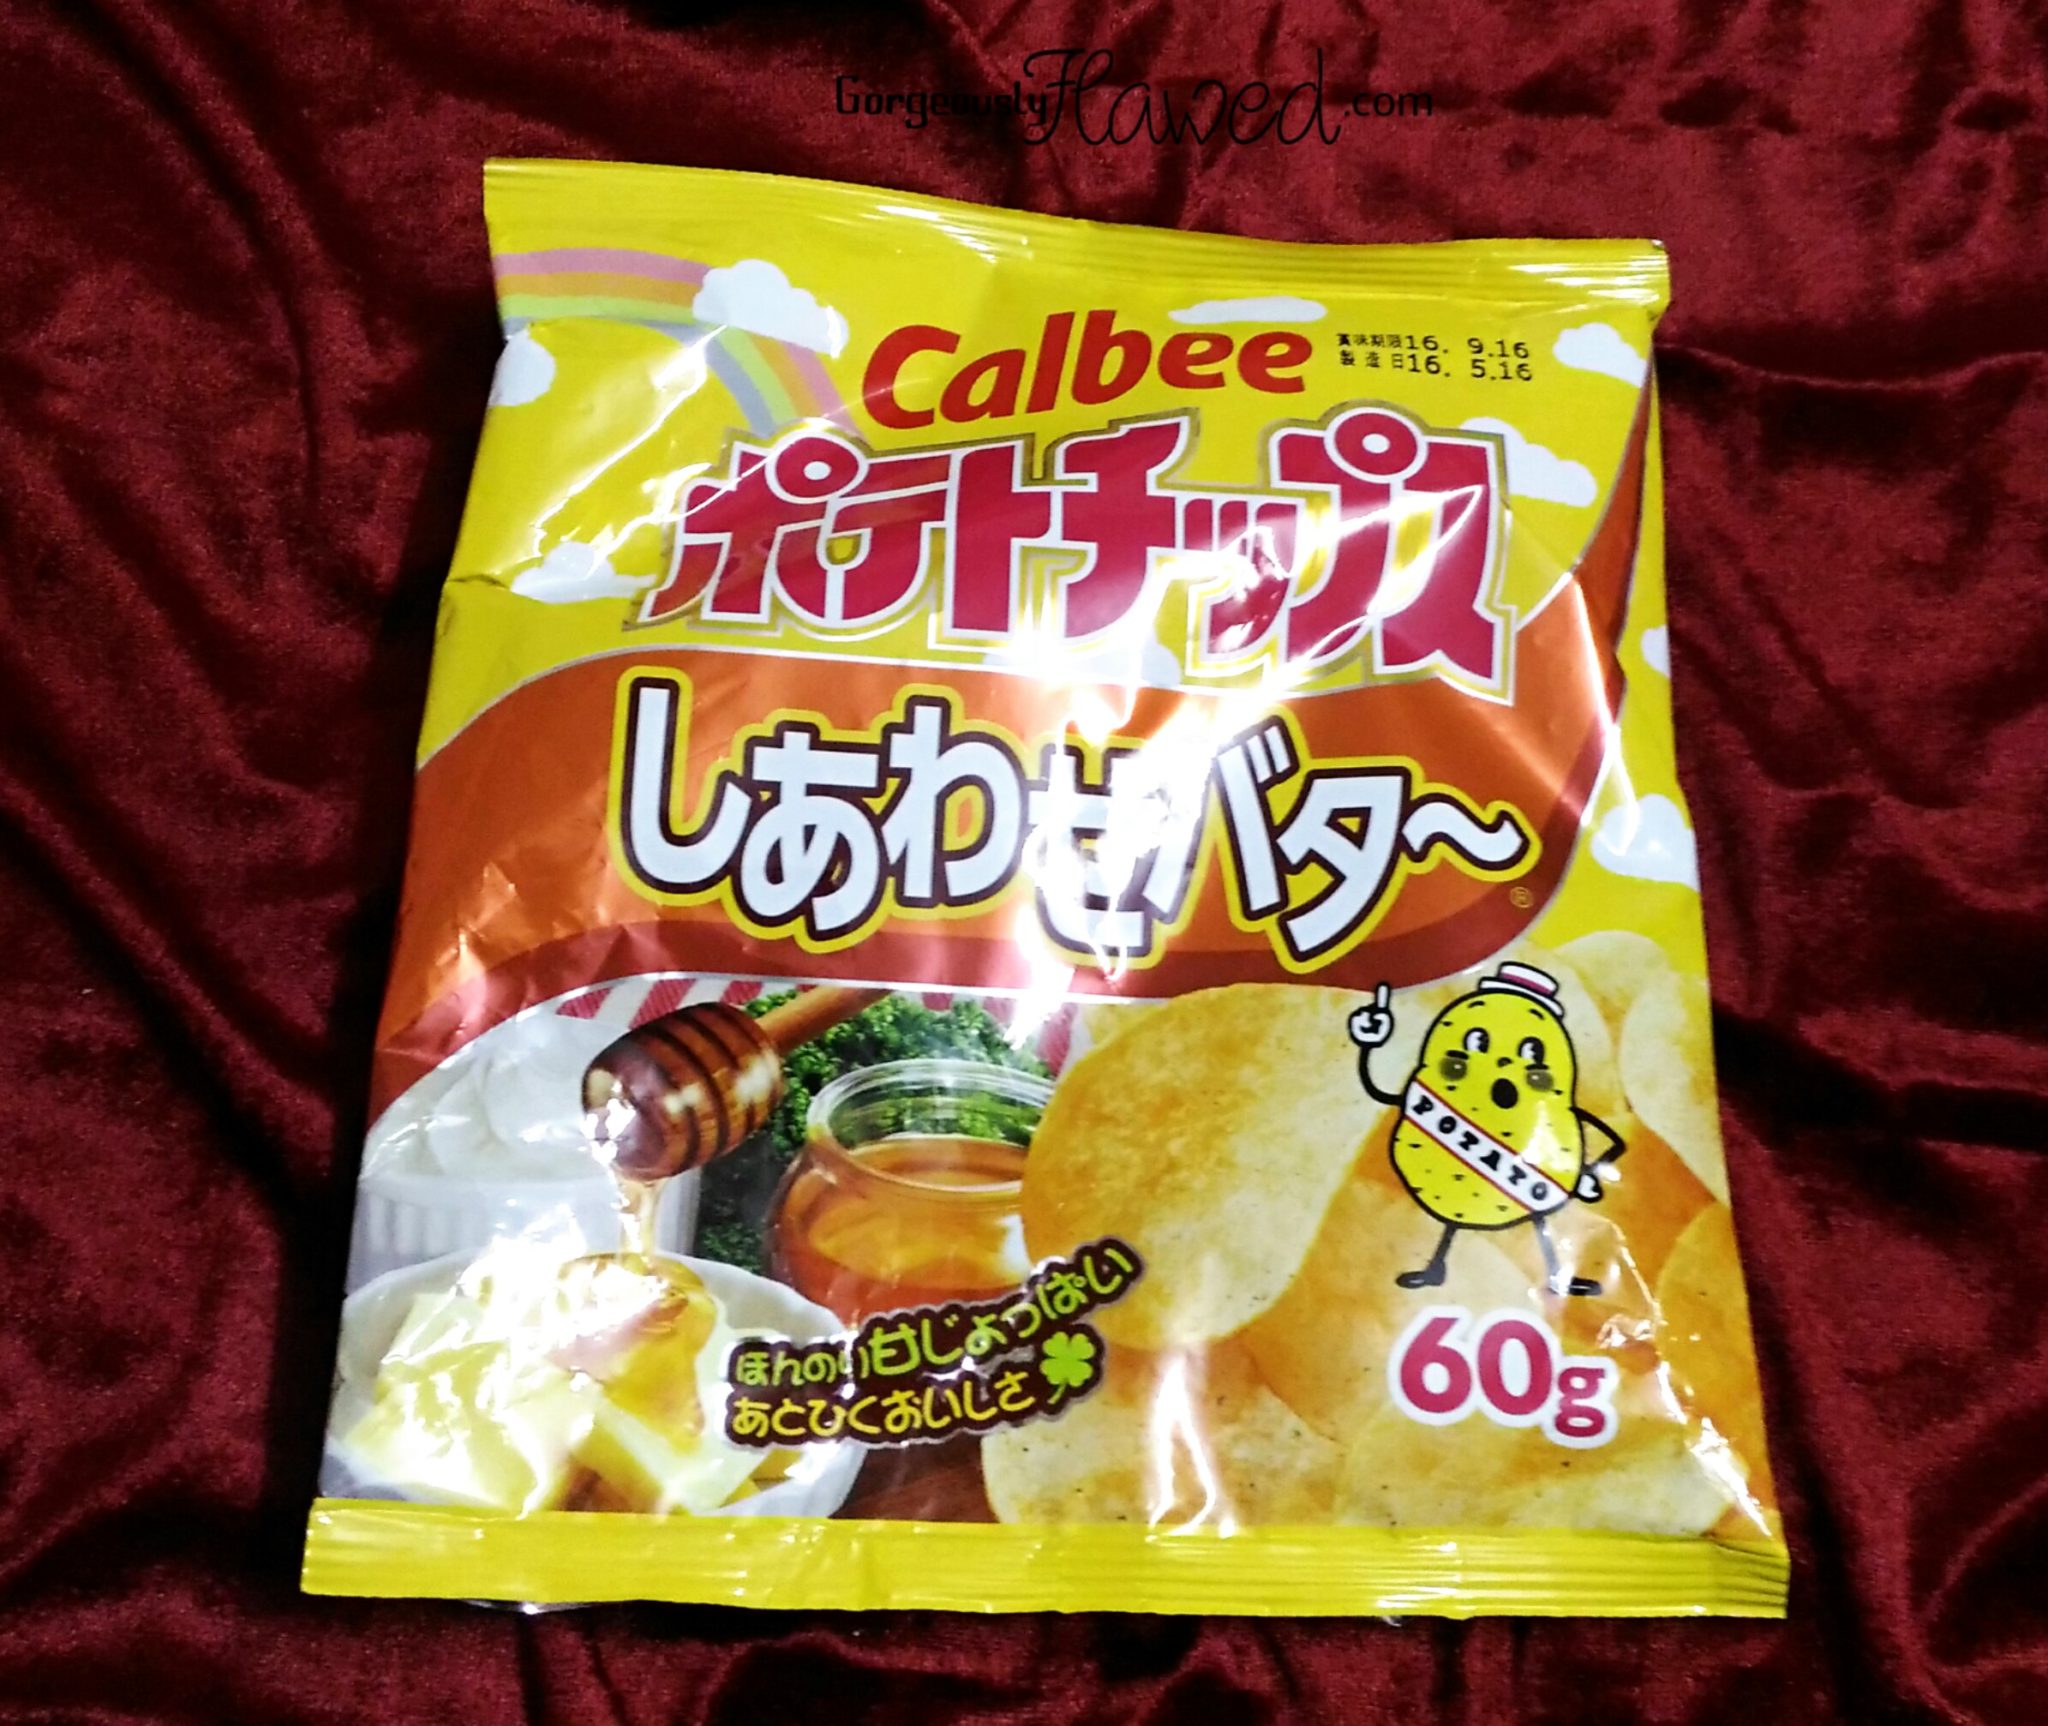 GorgeouslyFlawed.com
Calbee
賞味期限16. 9.16
製造日16. 5.16
ポテトチップス
しあわせバタ〜
®
POTATO
ほんのり甘じょっぱい
あとひくおいしさ
60g